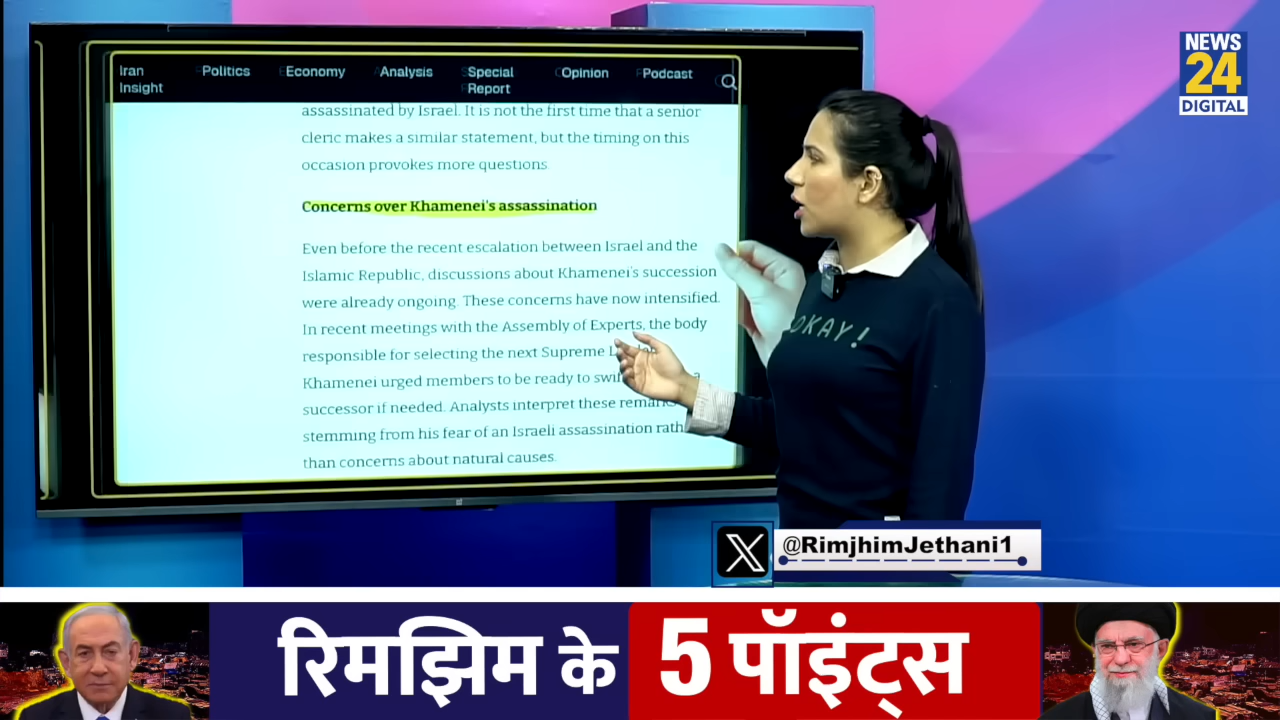 Iran Insight
Politics
Economy
Analysis
Special Report
Opinion
Podcast
NEWS
24
DIGITAL
assassinated by Israel. It is not the first time that a senior
cleric makes a similar statement, but the timing on this
occasion provokes more questions.
Concerns over Khamenei's assassination
Even before the recent escalation between Israel and the
Islamic Republic, discussions about Khamenei's succession
were already ongoing. These concerns have now intensified.
In recent meetings with the Assembly of Experts, the body
responsible for selecting the next Supreme
Khamenei urged members to be ready to
successor if needed. Analysts interpret these
stemming from his fear of an Israeli assassination
than concerns about natural causes.
OKAY!
@RimjhimJethani1
रिमझिम के 5 पॉइंट्स